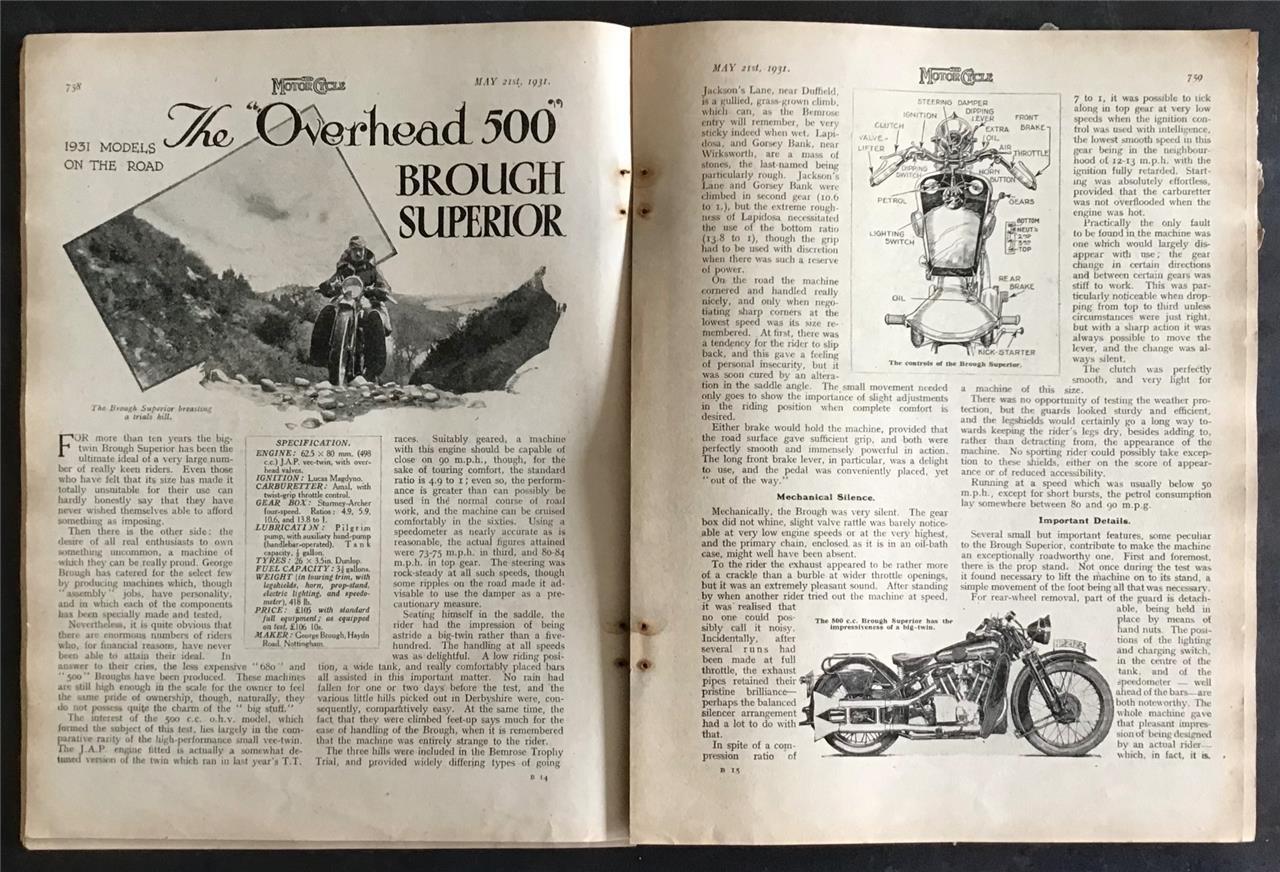 758
The Motor Cycle
MAY 21st, 1931.
1931 MODELS
ON THE ROAD
The "Overhead 500"
BROUGH
SUPERIOR
The Brough Superior breasting
a trials hill.
FOR more than ten years the big-
twin Brough Superior has been the
ultimate ideal of a very large num-
ber of really keen riders. Even those
who have felt that its size has made it
totally unsuitable for their use can
hardly honestly say that they have
never wished themselves able to afford
something as imposing.
Then there is the other side: the
desire of all real enthusiasts to own
something uncommon, a machine of
which they can be really proud. George
Brough has catered for the select few
by producing machines which, though
"assembly" jobs, have personality,
and in which each of the components
has been specially made and tested.
Nevertheless, it is quite obvious that
there are enormous numbers of riders
who, for financial reasons, have never
been able to attain their ideal. In
answer to their cries, the less expensive "680" and
"500" Broughs have been produced. These machines
are still high enough in the scale for the owner to feel
the same pride of ownership, though, naturally, they
do not possess quite the charm of the "big stuff."
The interest of the 500 c.c. o.h.v. model, which
formed the subject of this test, lies largely in the com-
parative rarity of the high-performance small vee-twin.
The J.A.P. engine fitted is actually a somewhat de-
tuned version of the twin which ran in last year's T.T.
SPECIFICATION.
ENGINE: 62.5 × 80 mm. (498
c.c.) J.A.P. vee-twin, with over-
head valves.
IGNITION: Lucas Magdyno.
CARBURETTER: Amal, with
twist-grip throttle control.
GEAR BOX: Sturmey-Archer
four-speed. Ratios: 4.9, 5.9,
10.6, and 13.8 to 1.
LUBRICATION: Pilgrim
pump, with auxiliary hand-pump
(handlebar-operated). Tank
capacity, ½ gallon.
TYRES: 26 × 3.5in. Dunlop.
FUEL CAPACITY: 3½ gallons.
WEIGHT (in touring trim, with
legshields, horn, prop-stand,
electric lighting, and speedo-
meter), 418 lb.
PRICE: £105 with standard
full equipment; as equipped
on test, £106 10s.
MAKER: George Brough, Haydn
Road, Nottingham.
races. Suitably geared, a machine
with this engine should be capable of
close on 90 m.p.h., though, for the
sake of touring comfort, the standard
ratio is 4.9 to 1; even so, the perform-
ance is greater than can possibly be
used in the normal course of road
work, and the machine can be cruised
comfortably in the sixties. Using a
speedometer as nearly accurate as is
reasonable, the actual figures attained
were 73-75 m.p.h. in third, and 80-84
m.p.h. in top gear. The steering was
rock-steady at all such speeds, though
some ripples on the road made it ad-
visable to use the damper as a pre-
cautionary measure.
Seating himself in the saddle, the
rider had the impression of being
astride a big-twin rather than a five-
hundred. The handling at all speeds
was as delightful. A low riding posi-
tion, a wide tank, and really comfortably placed bars
all assisted in this important matter. No rain had
fallen for one or two days before the test, and the
various little hills picked out in Derbyshire were, con-
sequently, comparatively easy. At the same time, the
fact that they were climbed feet-up says much for the
ease of handling of the Brough, when it is remembered
that the machine was entirely strange to the rider.
The three hills were included in the Bemrose Trophy
Trial, and provided widely differing types of going
B 14
MAY 21st, 1931.
The Motor Cycle
759
Jackson's Lane, near Duffield,
is a gullied, grass-grown climb,
which can, as the Bemrose
entry will remember, be very
sticky indeed when wet. Lapi-
dosa, and Gorsey Bank, near
Wirksworth, are a mass of
stones, the last-named being
particularly rough. Jackson's
Lane and Gorsey Bank were
climbed in second gear (10.6
to 1.), but the extreme rough-
ness of Lapidosa necessitated
the use of the bottom ratio
(13.8 to 1), though the grip
had to be used with discretion
when there was such a reserve
of power.
On the road the machine
cornered and handled really
nicely, and only when nego-
tiating sharp corners at the
lowest speed was its size re-
membered. At first, there was
a tendency for the rider to slip
back, and this gave a feeling
of personal insecurity, but it
was soon cured by an altera-
tion in the saddle angle. The small movement needed
only goes to show the importance of slight adjustments
in the riding position when complete comfort is
desired.
Either brake would hold the machine, provided that
the road surface gave sufficient grip, and both were
perfectly smooth and immensely powerful in action.
The long front brake lever, in particular, was a delight
to use, and the pedal was conveniently placed, yet
"out of the way."
Mechanical Silence.
Mechanically, the Brough was very silent. The gear
box did not whine, slight valve rattle was barely notice-
able at very low engine speeds or at the very highest,
and the primary chain, enclosed as it is in an oil-bath
case, might well have been absent.
To the rider the exhaust appeared to be rather more
of a crackle than a burble at wider throttle openings,
but it was an extremely pleasant sound. After standing
by when another rider tried out the machine at speed,
it was realised that
no one could pos-
sibly call it noisy.
Incidentally, after
several runs had
been made at full
throttle, the exhaust
pipes retained their
pristine brilliance—
perhaps the balanced
silencer arrangement
had a lot to do with
that.
In spite of a com-
pression ratio of
B 15
STEERING DAMPER
DIPPING
LEVER
IGNITION
FRONT
BRAKE
CLUTCH
EXTRA
OIL
VALVE-
LIFTER
AIR
THROTTLE
DIPPING
SWITCH
HORN
BUTTON
PETROL
GEARS
LIGHTING
SWITCH
BOTTOM
NEUT'L
2ND
3RD
TOP
REAR
BRAKE
OIL
KICK-STARTER
The controls of the Brough Superior.
7 to 1, it was possible to tick
along in top gear at very low
speeds when the ignition con-
trol was used with intelligence,
the lowest smooth speed in this
gear being in the neighbour-
hood of 12-13 m.p.h. with the
ignition fully retarded. Start-
ing was absolutely effortless,
provided that the carburetter
was not overflooded when the
engine was hot.
Practically the only fault
to be found in the machine was
one which would largely dis-
appear with use; the gear
change in certain directions
and between certain gears was
stiff to work. This was par-
ticularly noticeable when drop-
ping from top to third unless
circumstances were just right,
but with a sharp action it was
always possible to move the
lever, and the change was al-
ways silent.
The clutch was perfectly
smooth, and very light for
a machine of this size.
There was no opportunity of testing the weather pro-
tection, but the guards looked sturdy and efficient,
and the legshields would certainly go a long way to-
wards keeping the rider's legs dry, besides adding to,
rather than detracting from, the appearance of the
machine. No sporting rider could possibly take excep-
tion to these shields, either on the score of appear-
ance or of reduced accessibility.
Running at a speed which was usually below 50
m.p.h., except for short bursts, the petrol consumption
lay somewhere between 80 and 90 m.p.g.
Important Details.
Several small but important features, some peculiar
to the Brough Superior, contribute to make the machine
an exceptionally roadworthy one. First and foremost,
there is the prop stand. Not once during the test was
it found necessary to lift the machine on to its stand, a
simple movement of the foot being all that was necessary.
For rear-wheel removal, part of the guard is detach-
able, being held in
place by means of
hand nuts. The posi-
tions of the lighting
and charging switch,
in the centre of the
tank, and of the
speedometer — well
ahead of the bars—are
both noteworthy. The
whole machine gave
that pleasant impres-
sion of being designed
by an actual rider—
which, in fact, it is.
The 500 c.c. Brough Superior has the
impressiveness of a big-twin.